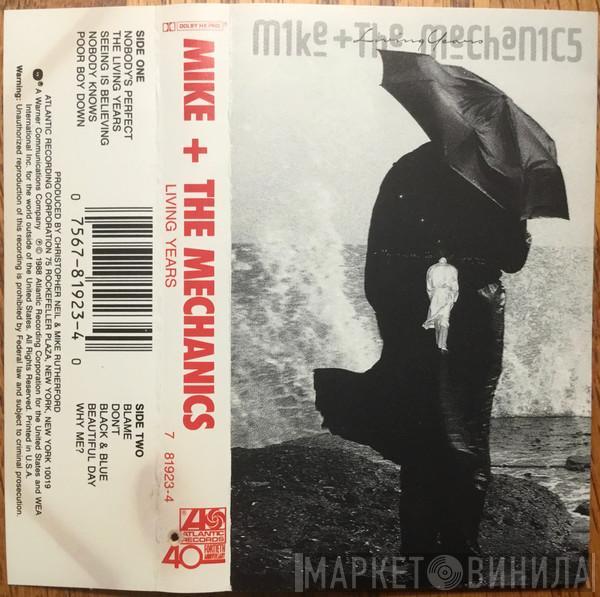 m1ke + The mechan1cs
Living Years
MIKE + THE MECHANICS
LIVING YEARS
7 81923-4
ATLANTIC
RECORDS
40
FORTIETH
ANNIVERSARY
DOLBY HX PRO
SIDE ONE
NOBODY'S PERFECT
THE LIVING YEARS
SEEING IS BELIEVING
NOBODY KNOWS
POOR BOY DOWN
SIDE TWO
BLAME
DON'T
BLACK & BLUE
BEAUTIFUL DAY
WHY ME?
0 7567-81923-4 0
PRODUCED BY CHRISTOPHER NEIL & MIKE RUTHERFORD
ATLANTIC RECORDING CORPORATION 75 ROCKEFELLER PLAZA, NEW YORK, NEW YORK 10019
A Warner Communications Company ℗ © 1988 Atlantic Recording Corporation for the United States and WEA
International Inc. for the world outside of the United States. All Rights Reserved. Printed in U.S.A.
Warning: Unauthorized reproduction of this recording is prohibited by Federal law and subject to criminal prosecution.
МАРКЕТ ВИНИЛА